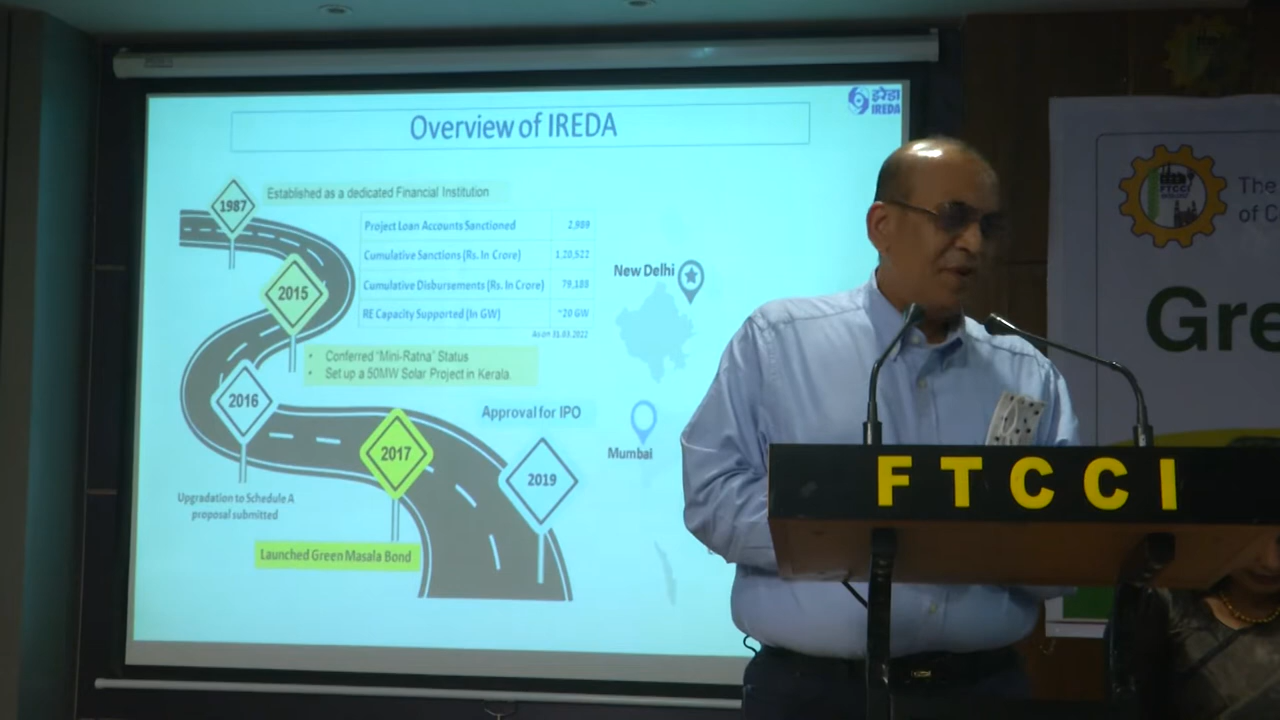 Overview of IREDA
इरेडा
IREDA
1987
Established as a dedicated Financial Institution
Project Loan Accounts Sanctioned 2,989
Cumulative Sanctions (Rs. In Crore) 1,20,522
Cumulative Disbursements (Rs. In Crore) 79,188
RE Capacity Supported (In GW) ~20 GW
As on 31.03.2022
2015
• Conferred "Mini-Ratna" Status
• Set up a 50MW Solar Project in Kerala.
New Delhi
Mumbai
2016
Upgradation to Schedule A
proposal submitted
2017
Launched Green Masala Bond
Approval for IPO
2019
FTCCI
The
of C
Gre
FTCCI